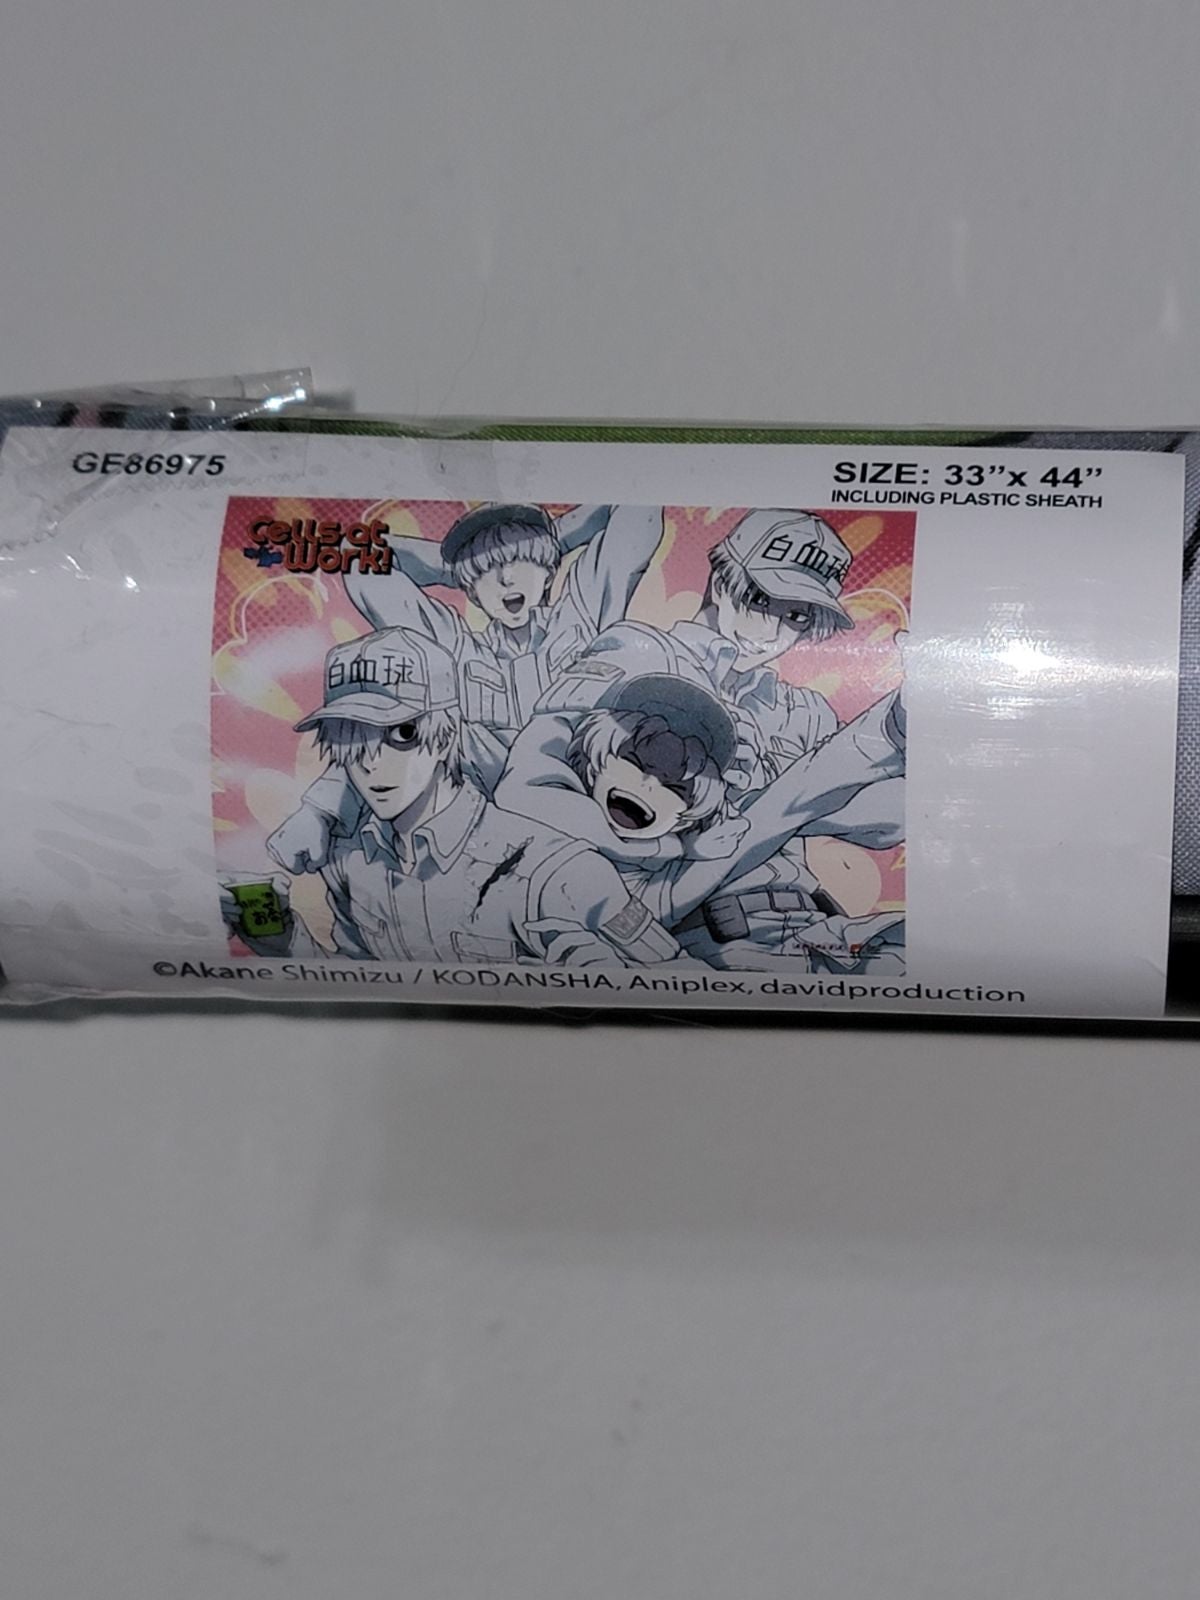 GE86975
SIZE: 33”x 44”
INCLUDING PLASTIC SHEATH
Cells at
Work!
白血球
白血球
©Akane Shimizu / KODANSHA, Aniplex, davidproduction